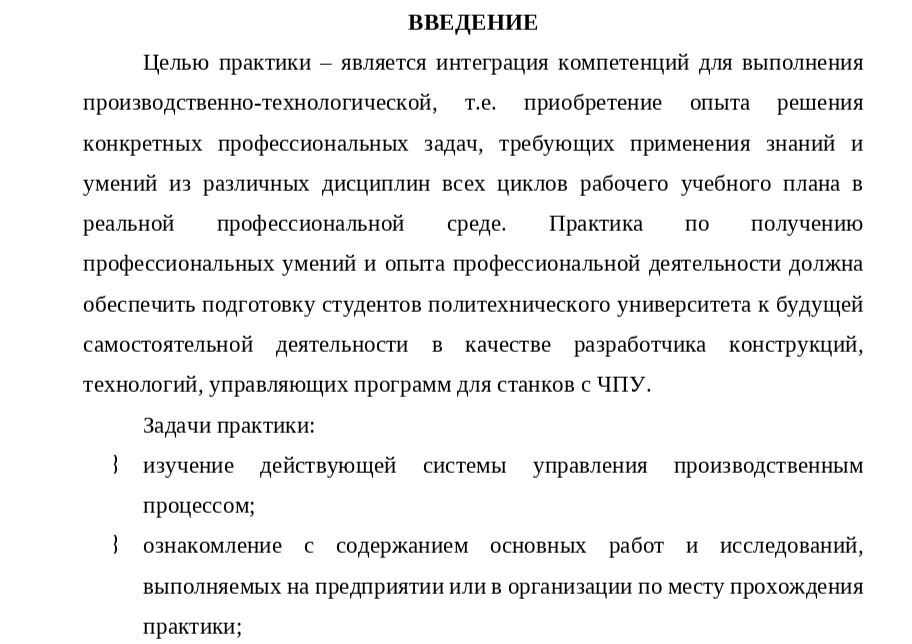 ВВЕДЕНИЕ
Целью практики – является интеграция компетенций для выполнения
производственно-технологической, т.е. приобретение опыта решения
конкретных профессиональных задач, требующих применения знаний и
умений из различных дисциплин всех циклов рабочего учебного плана в
реальной профессиональной среде. Практика по получению
профессиональных умений и опыта профессиональной деятельности должна
обеспечить подготовку студентов политехнического университета к будущей
самостоятельной деятельности в качестве разработчика конструкций,
технологий, управляющих программ для станков с ЧПУ.
Задачи практики:
изучение действующей системы управления производственным
процессом;
ознакомление с содержанием основных работ и исследований,
выполняемых на предприятии или в организации по месту прохождения
практики;